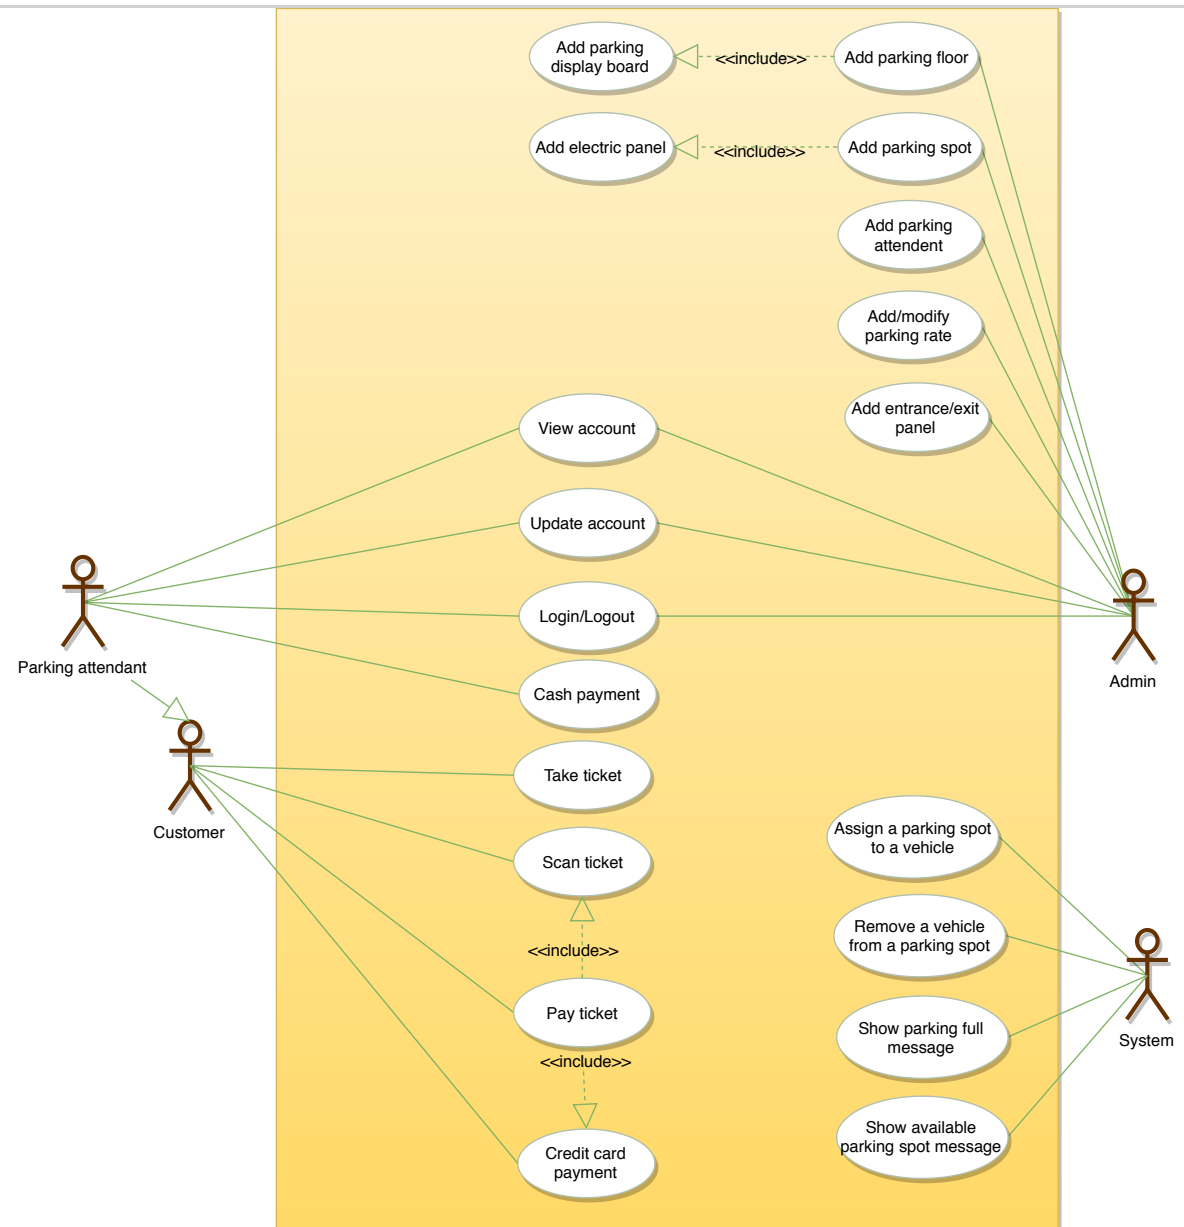 Add parking
display board
<<include>>
Add parking floor
Add electric panel
<<include>>
Add parking spot
Add parking
attendent
Add/modify
parking rate
Add entrance/exit
panel
View account
Update account
Login/Logout
Parking attendant
Admin
Cash payment
Take ticket
Customer
Assign a parking spot
to a vehicle
Scan ticket
Remove a vehicle
from a parking spot
<<include>>
Pay ticket
Show parking full
message
System
<<include>>
Show available
parking spot message
Credit card
payment